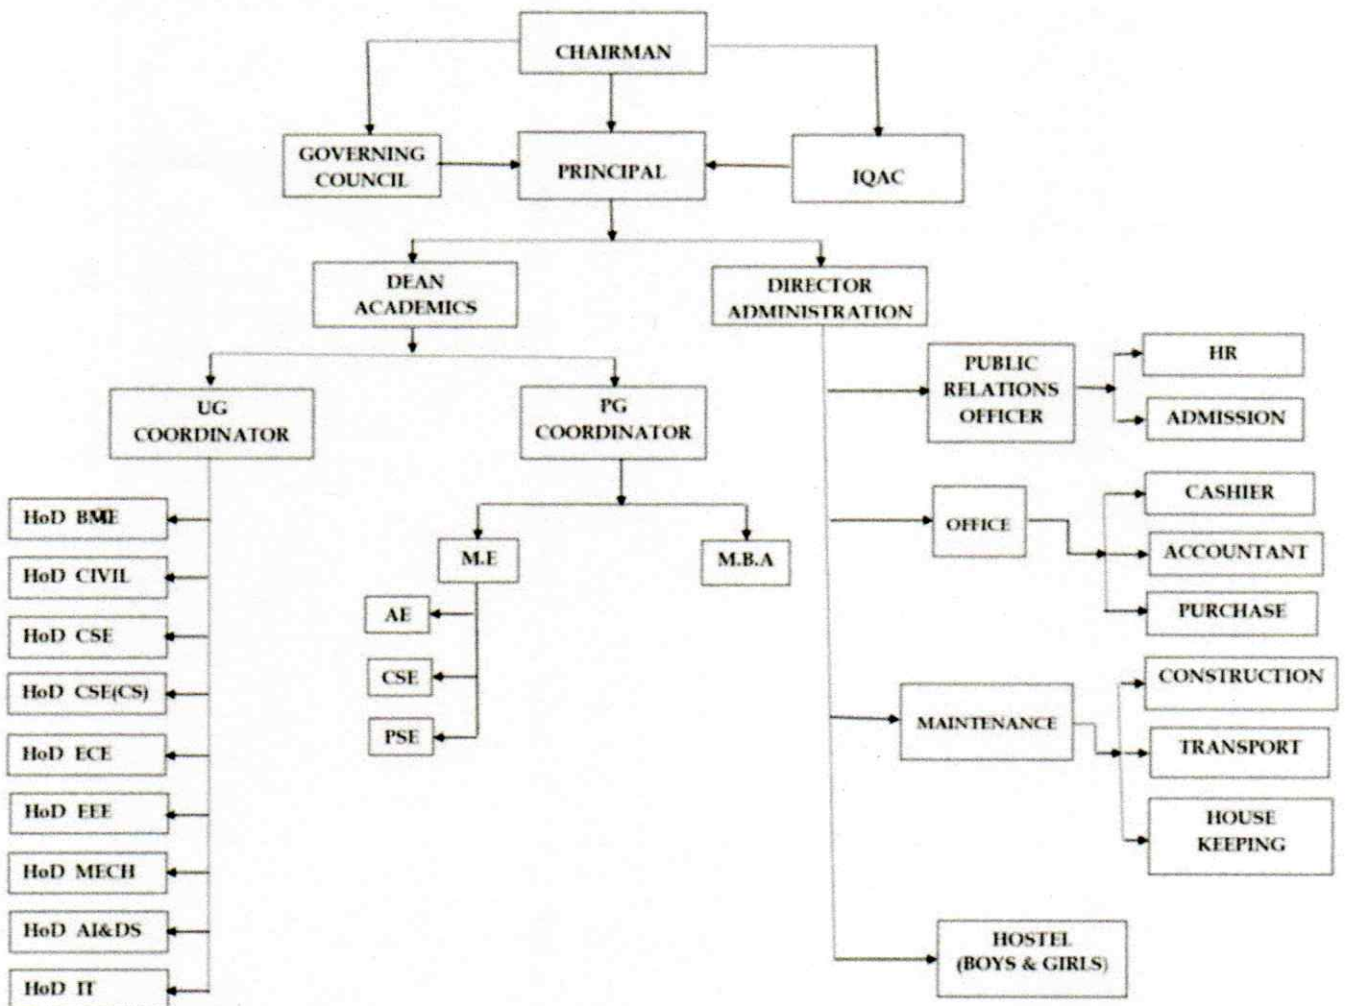 CHAIRMAN
GOVERNING
COUNCIL
PRINCIPAL
IQAC
DEAN
ACADEMICS
DIRECTOR
ADMINISTRATION
UG
COORDINATOR
PG
COORDINATOR
HoD BME
HoD CIVIL
HoD CSE
HoD CSE(CS)
HoD ECE
HoD EEE
HoD MECH
HoD AI&DS
HoD IT
M.E
M.B.A
AE
CSE
PSE
PUBLIC
RELATIONS
OFFICER
HR
ADMISSION
OFFICE
CASHIER
ACCOUNTANT
PURCHASE
MAINTENANCE
CONSTRUCTION
TRANSPORT
HOUSE
KEEPING
HOSTEL
(BOYS & GIRLS)